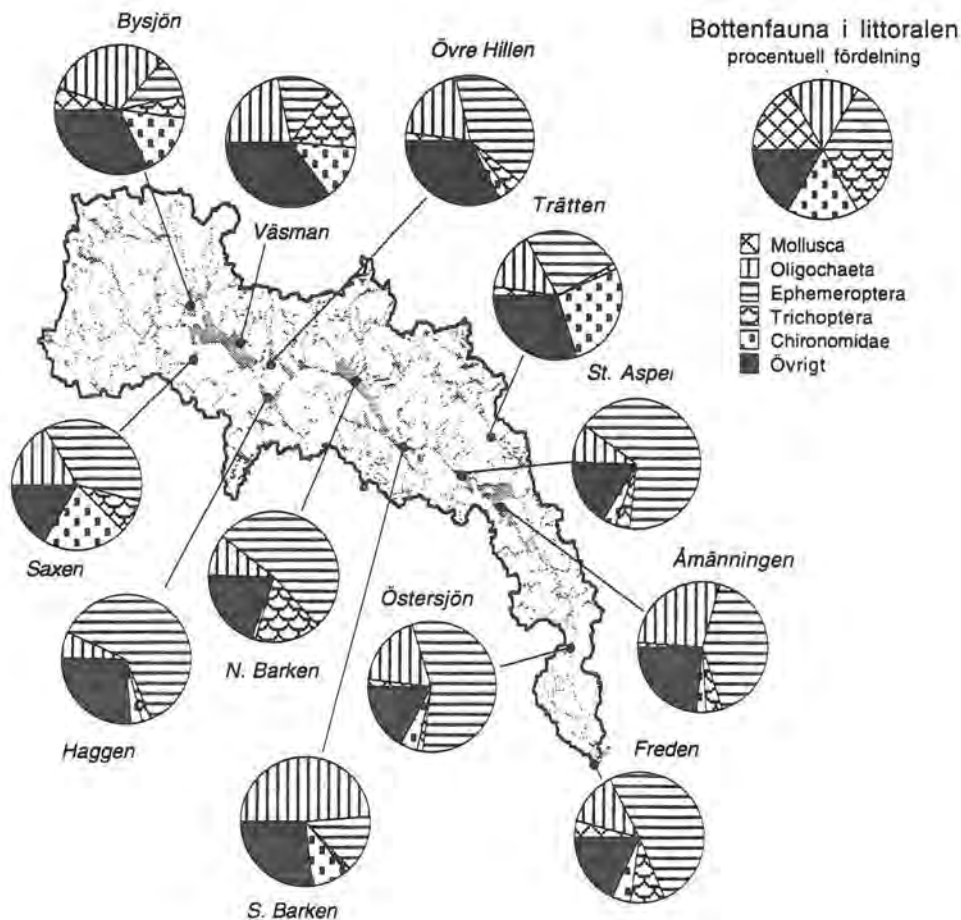 Bysjön
Övre Hillen
Bottenfauna i littoralen
procentuell fördelning
Väsman
Trätten
Mollusca
Oligochaeta
Ephemeroptera
Trichoptera
Chironomidae
Övrigt
St. Aspen
Saxen
N. Barken
Östersjön
Åmänningen
Haggen
Freden
S. Barken